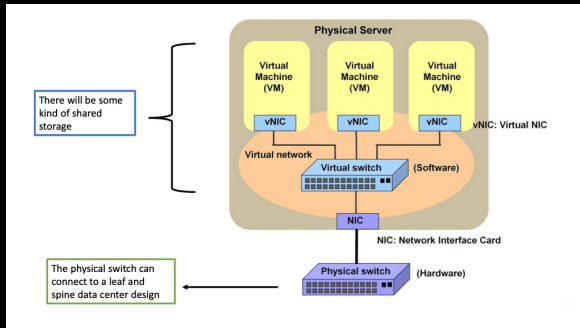 Physical Server
Virtual
Machine
(VM)
Virtual
Machine
(VM)
Virtual
Machine
(VM)
There will be some
kind of shared
storage
vNIC
vNIC
vNIC
vNIC: Virtual NIC
Virtual network
Virtual switch
(Software)
NIC
NIC: Network Interface Card
The physical switch can
connect to a leaf and
spine data center design
Physical switch
(Hardware)